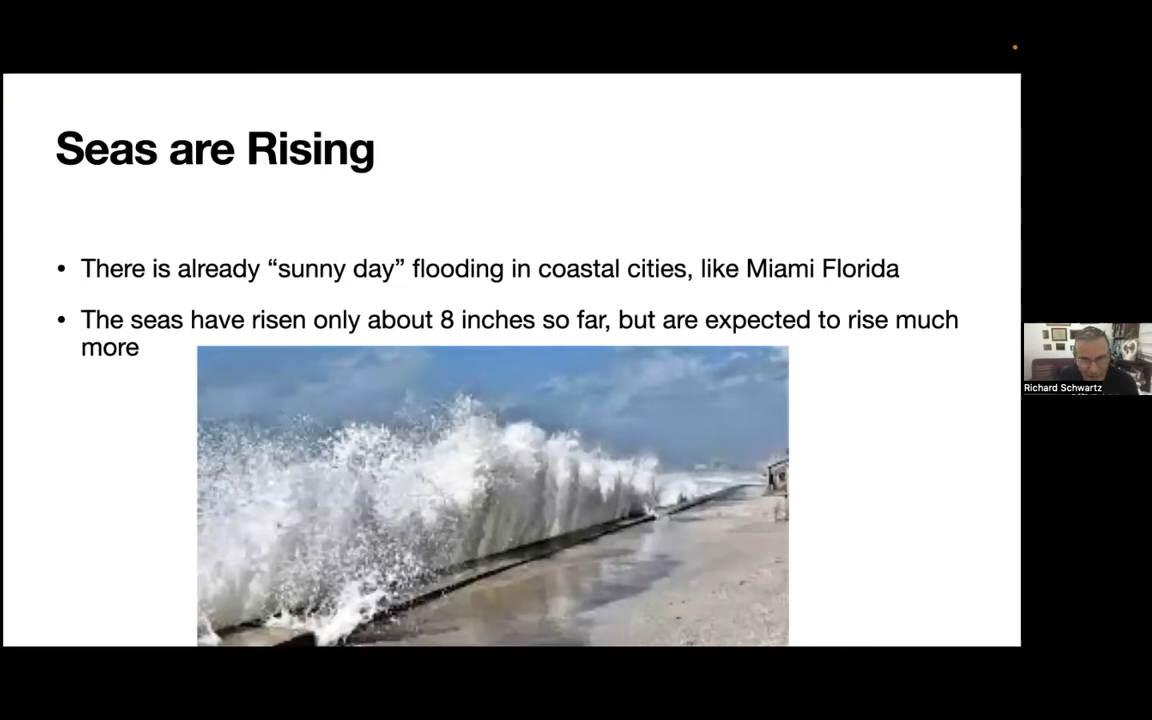 Seas are Rising
• There is already “sunny day” flooding in coastal cities, like Miami Florida
• The seas have risen only about 8 inches so far, but are expected to rise much
more
Richard Schwartz